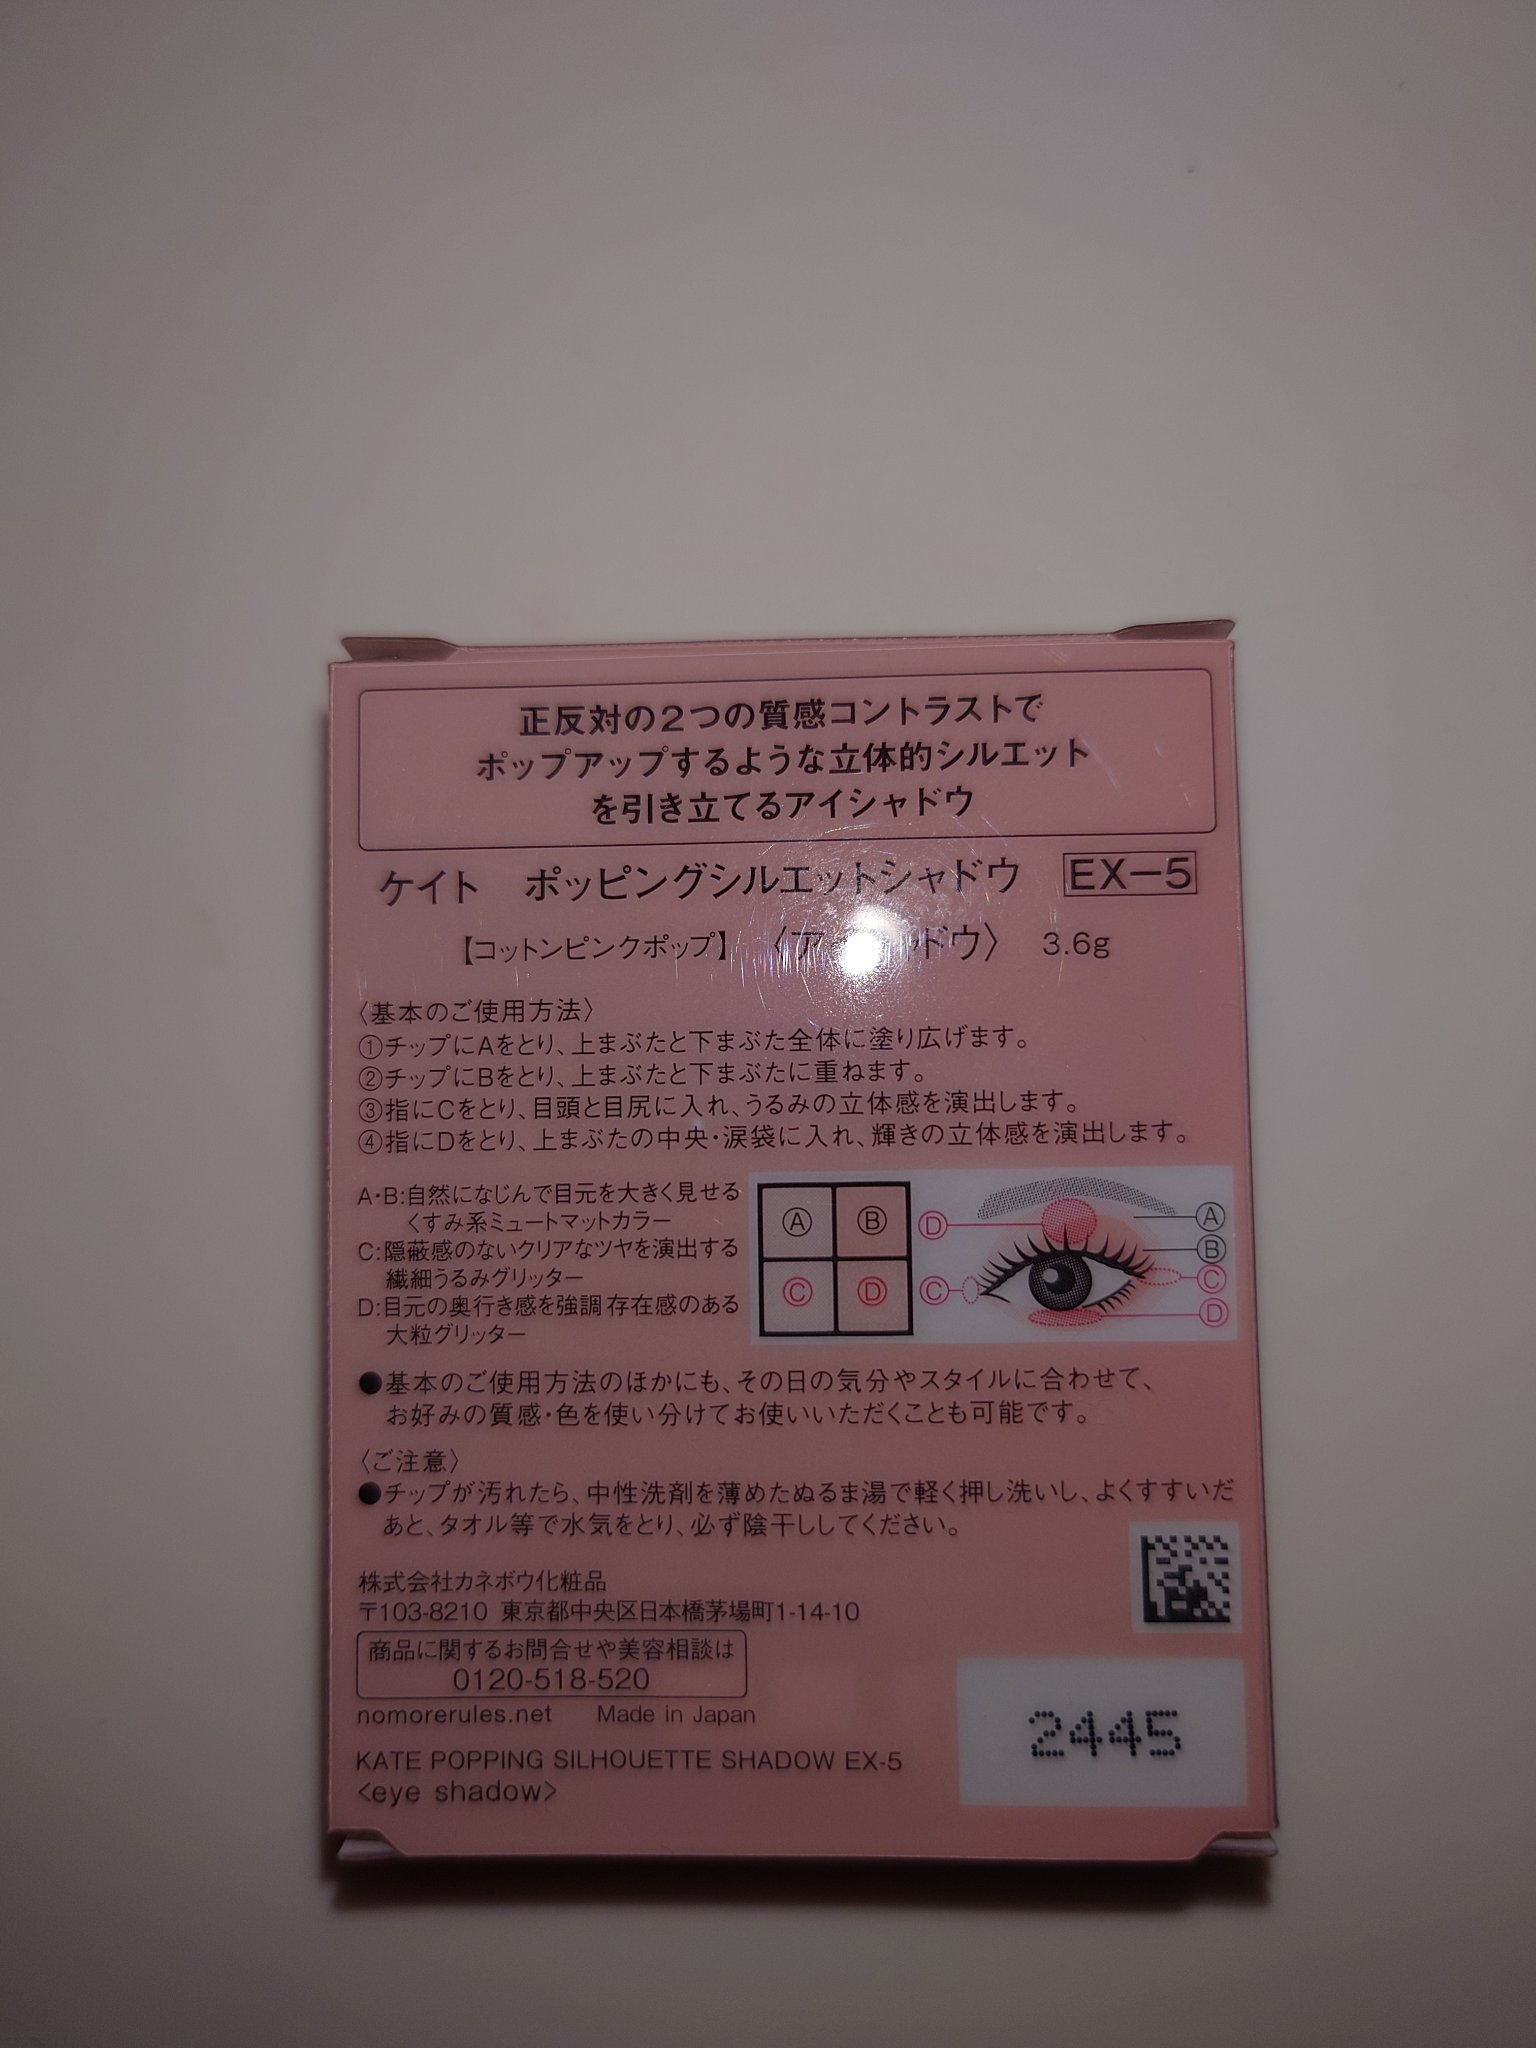 正反対の2つの質感コントラストで
ポップアップするような立体的シルエット
を引き立てるアイシャドウ
ケイト ポッピングシルエットシャドウ EX-5
【コットンピンクポップ】 3.6g
〈基本のご使用方法〉
①チップにAをとり、上まぶたと下まぶた全体に塗り広げます。
②チップにBをとり、上まぶたと下まぶたに重ねます。
③指にCをとり、目頭と目尻に入れ、うるみの立体感を演出します。
④指にDをとり、上まぶたの中央・涙袋に入れ、輝きの立体感を演出します。
A・B:自然になじんで目元を大きく見せる
くすみ系ミュートマットカラー
C:隠蔽感のないクリアなツヤを演出する
繊細うるみグリッター
D:目元の奥行き感を強調 存在感のある
大粒グリッター
A B
C D
D A
B
C C
D
●基本のご使用方法のほかにも、その日の気分やスタイルに合わせて、
お好みの質感・色を使い分けてお使いいただくことも可能です。
〈ご注意〉
●チップが汚れたら、中性洗剤を薄めたぬるま湯で軽く押し洗いし、よくすすいだ
あと、タオル等で水気をとり、必ず陰干ししてください。
株式会社カネボウ化粧品
〒103-8210 東京都中央区日本橋茅場町1-14-10
商品に関するお問合せや美容相談は
0120-518-520
nomorerules.net Made in Japan
2445
KATE POPPING SILHOUETTE SHADOW EX-5
<eye shadow>